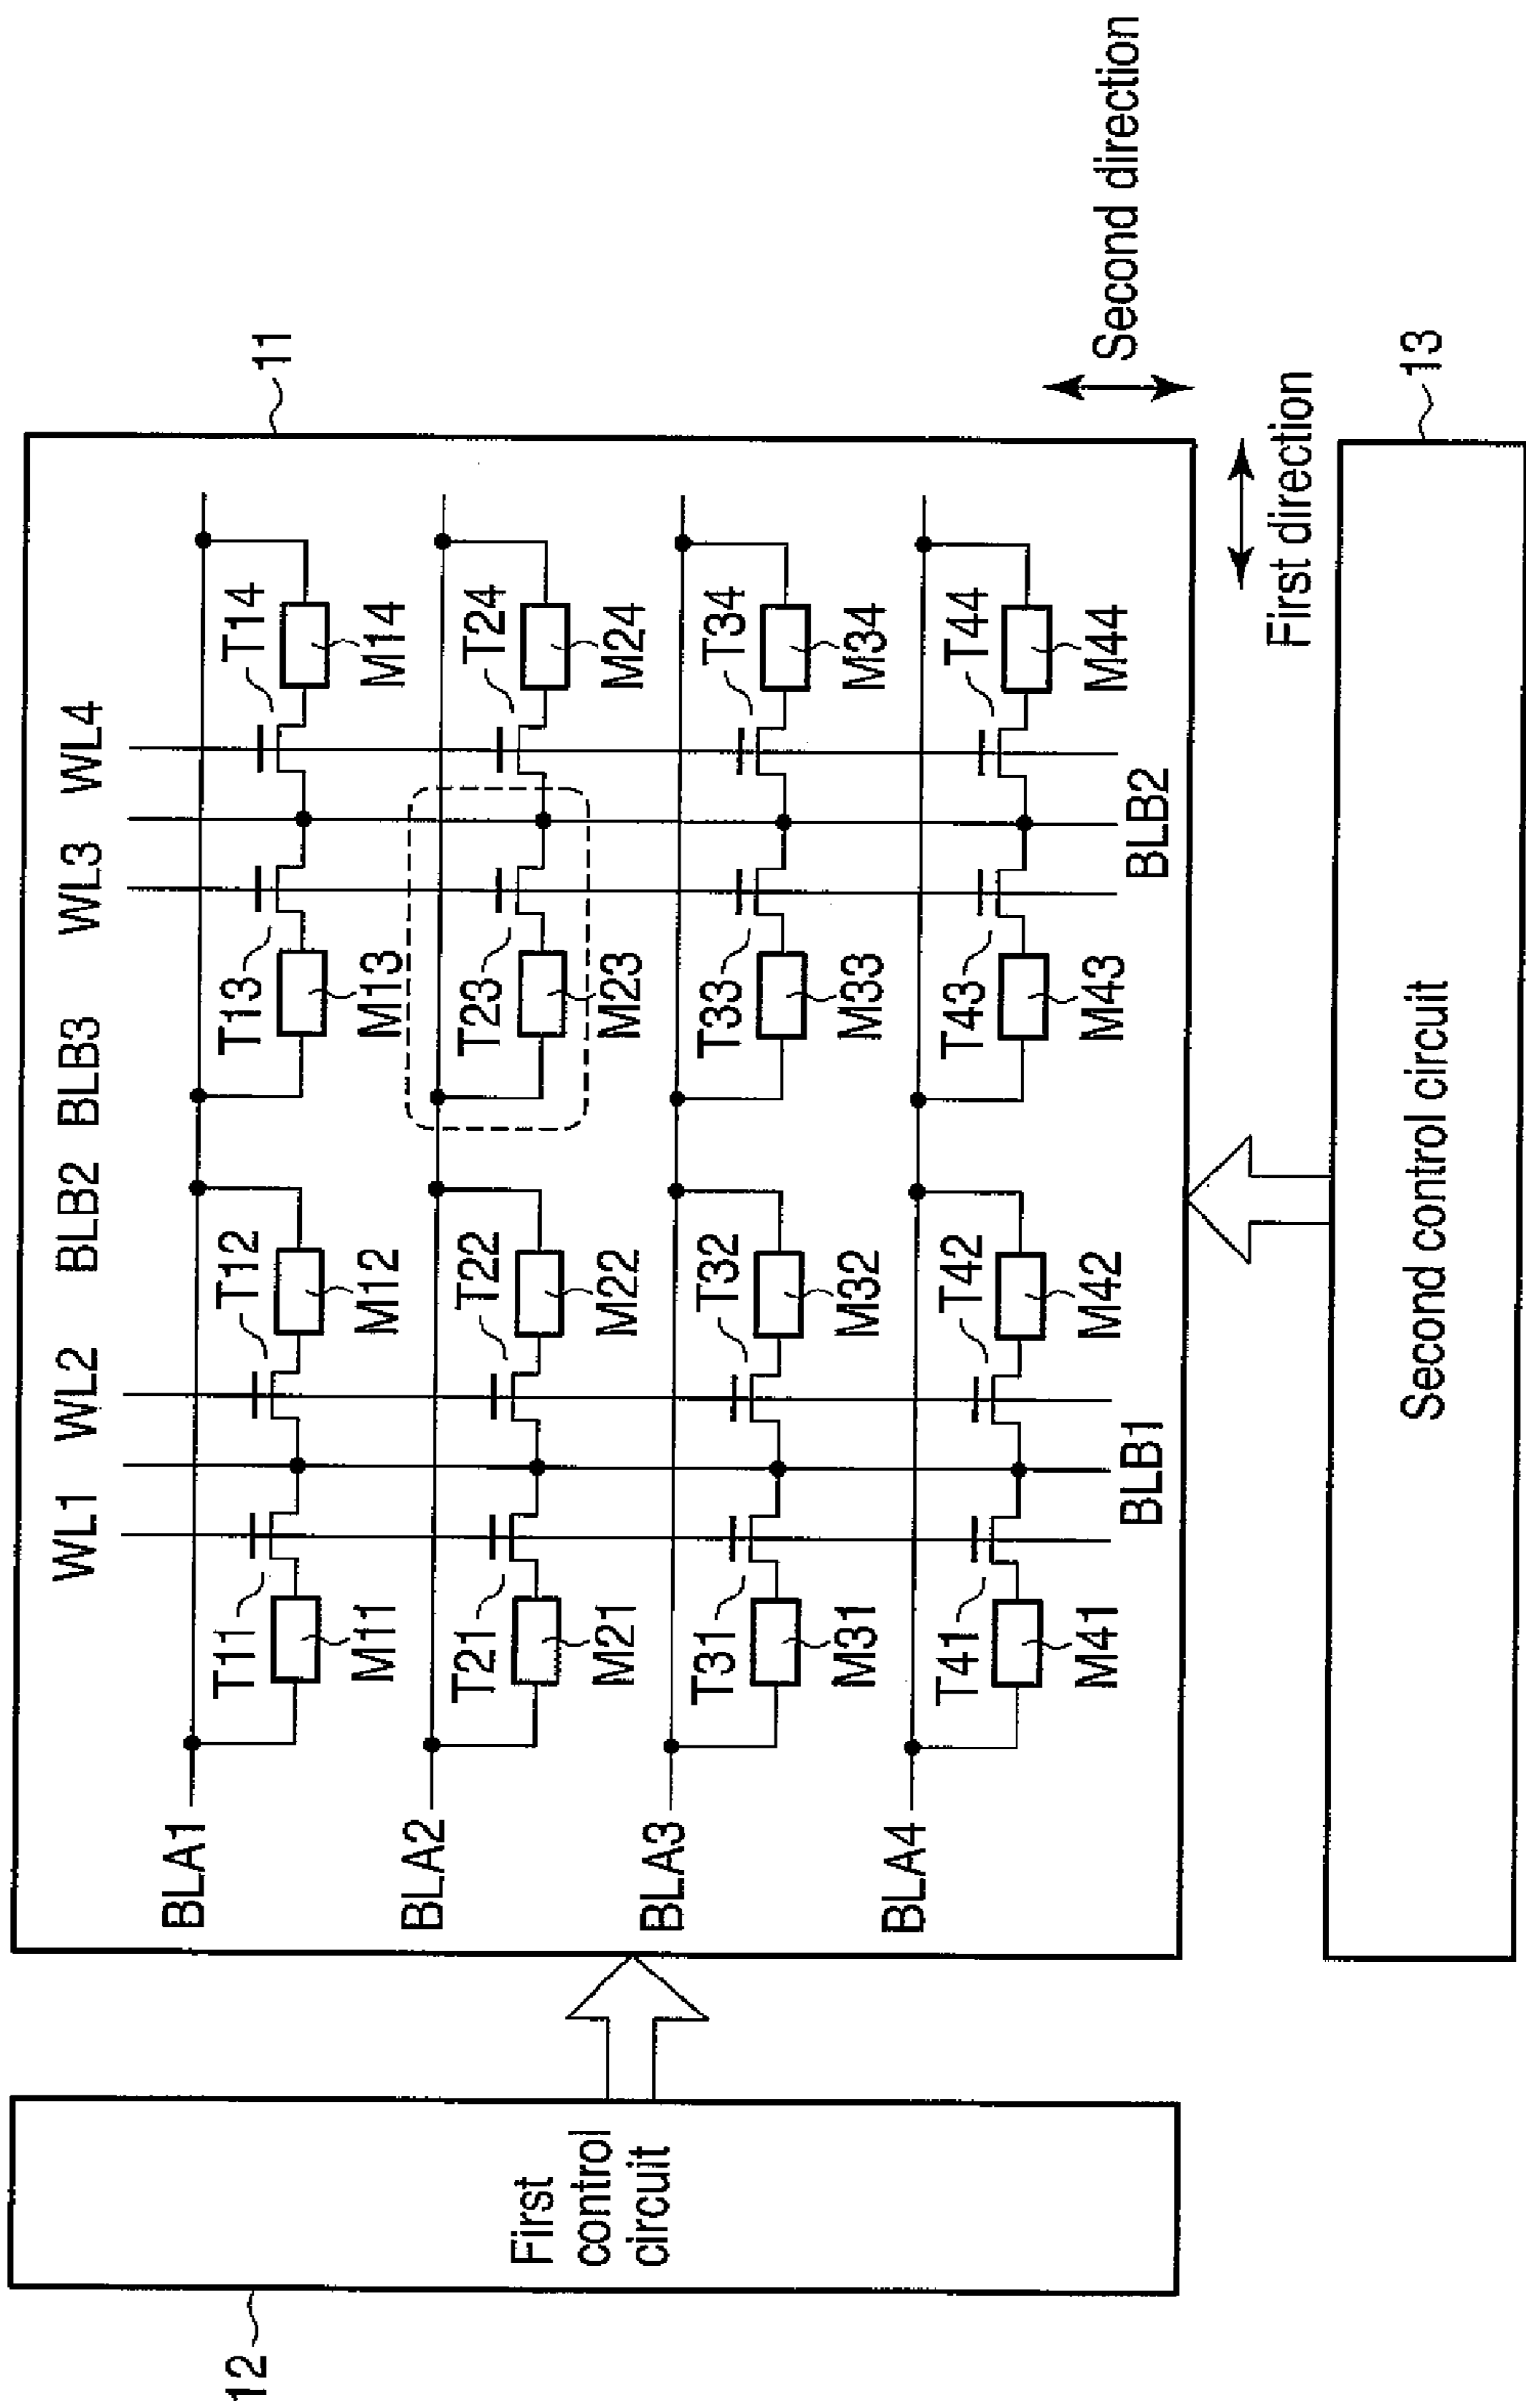 11
WL1 WL2 BLB2 BLB3 WL3 WL4
BLA1
T11 T12 T13 T14
M11 M12 M13 M14
BLA2
T21 T22 T23 T24
M21 M22 M23 M24
BLA3
T31 T32 T33 T34
M31 M32 M33 M34
BLA4
T41 T42 T43 T44
M41 M42 M43 M44
BLB1 BLB2
12
First
control
circuit
Second direction
First direction
13
Second control circuit